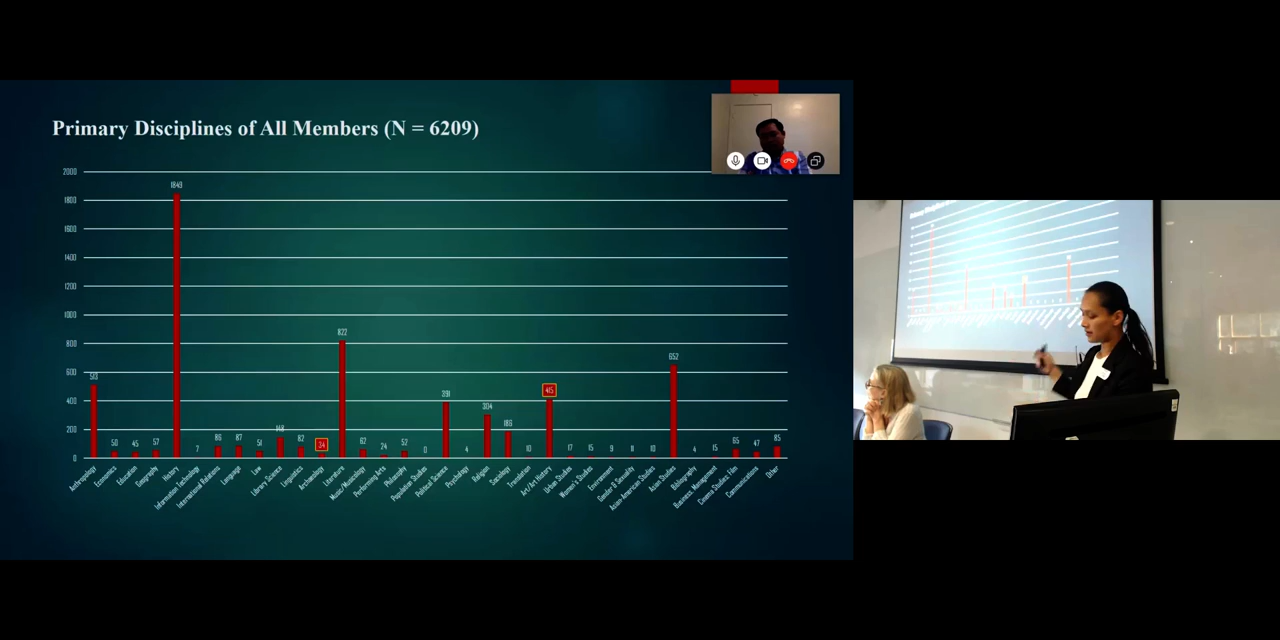 Primary Disciplines of All Members (N = 6209)
2000
1800
1600
1400
1200
1000
800
600
400
200
0
513
50
45
57
1843
7
86
87
51
148
82
34
822
62
24
52
0
391
4
304
186
10
415
17
15
9
11
10
652
4
15
65
47
85
Anthropology
Economics
Education
Geography
History
Information Technology
International Relations
Language
Law
Library Science
Linguistics
Archaeology
Literature
Music/Musicology
Performing Arts
Philosophy
Population Studies
Political Science
Psychology
Religion
Sociology
Translation
Art/Art History
Urban Studies
Women's Studies
Environment
Gender & Sexuality
Asian-American Studies
Asian Studies
Bibliography
Business, Management
Cinema Studies/Film
Communications
Other